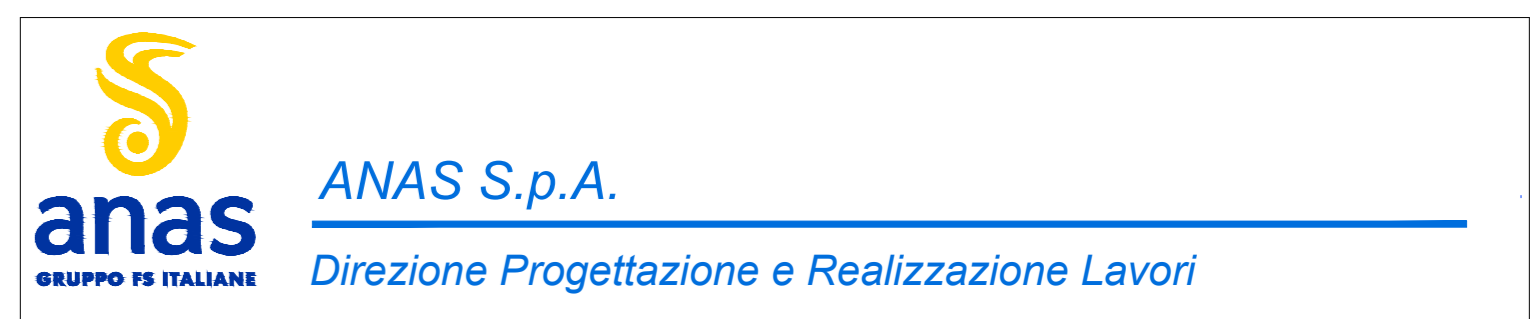 anas
GRUPPO FS ITALIANE
ANAS S.p.A.
Direzione Progettazione e Realizzazione Lavori